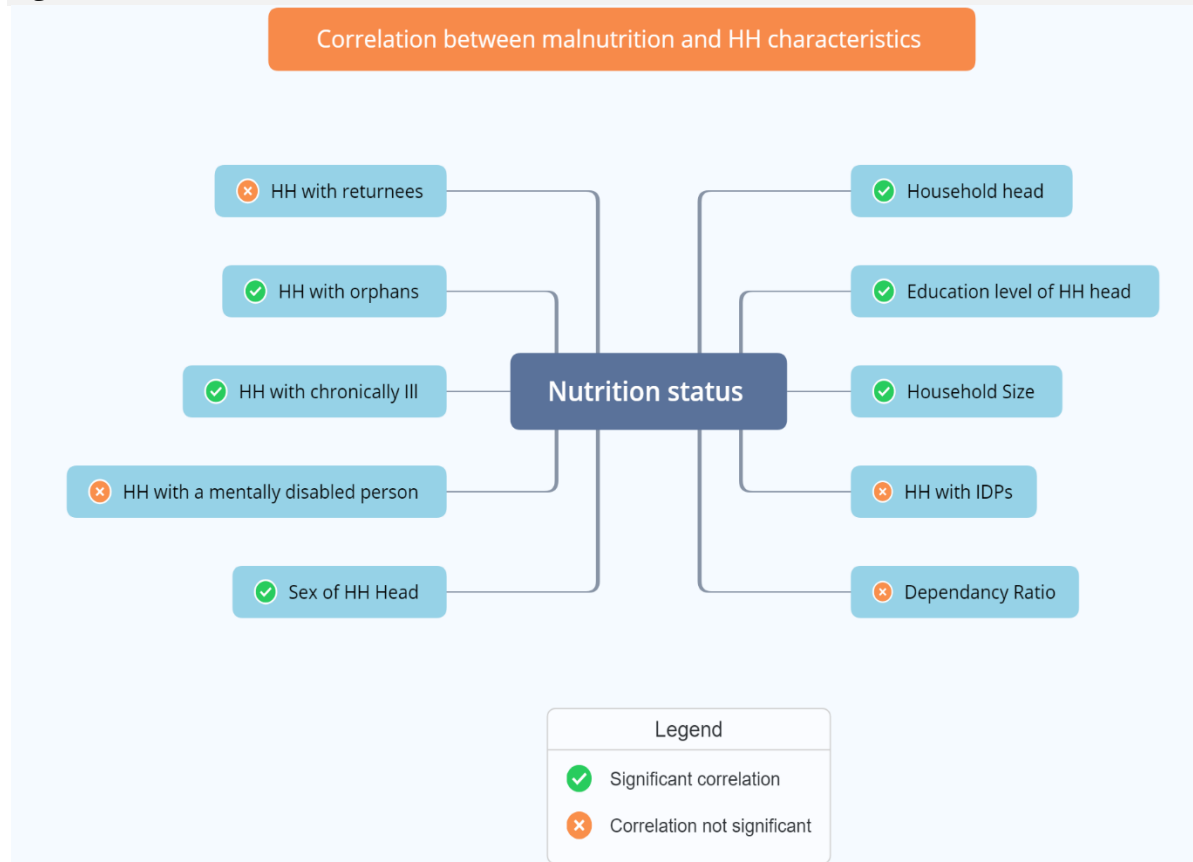 Correlation between malnutrition and HH characteristics
HH with returnees
Household head
HH with orphans
Education level of HH head
HH with chronically Ill
Nutrition status
Household Size
HH with a mentally disabled person
HH with IDPs
Sex of HH Head
Dependancy Ratio
Legend
Significant correlation
Correlation not significant